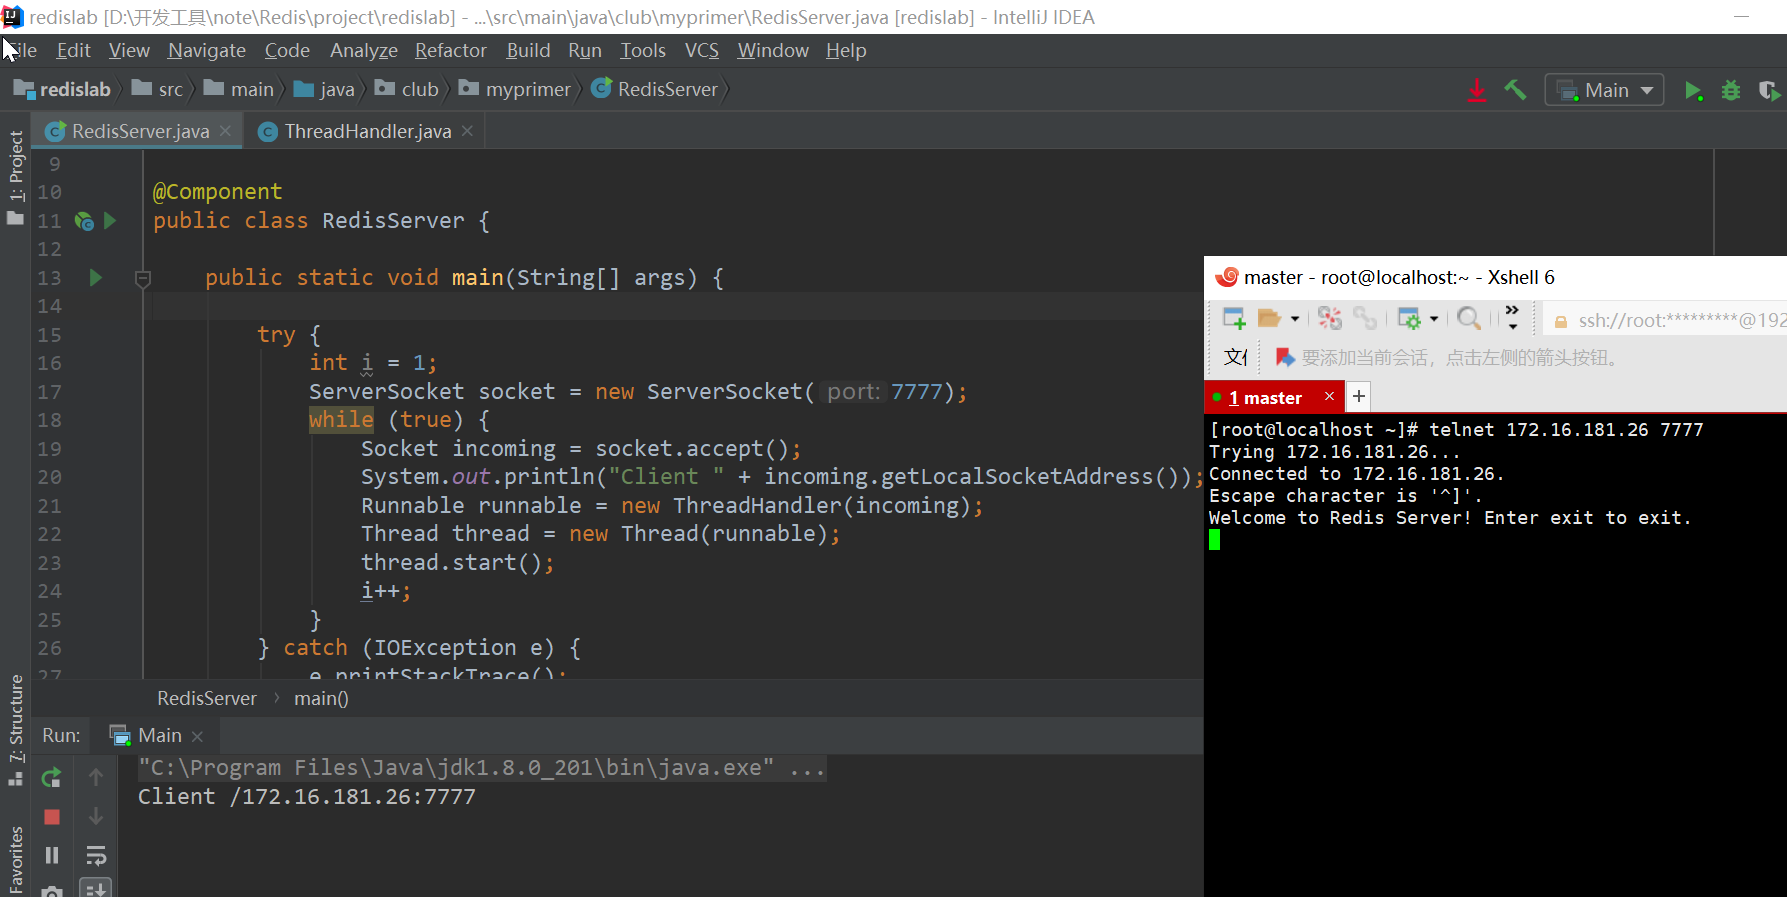 redislab [D:\开发工具\note\Redis\project\redislab] - ...\src\main\java\club\myprimer\RedisServer.java [redislab] - IntelliJ IDEA
File Edit View Navigate Code Analyze Refactor Build Run Tools VCS Window Help
redislab src main java club myprimer RedisServer Main
RedisServer.java ThreadHandler.java
1: Project
9
10 @Component
11 public class RedisServer {
12
13 public static void main(String[] args) {
14
15 try {
16 int i = 1;
17 ServerSocket socket = new ServerSocket( port: 7777);
18 while (true) {
19 Socket incoming = socket.accept();
20 System.out.println("Client " + incoming.getLocalSocketAddress());
21 Runnable runnable = new ThreadHandler(incoming);
22 Thread thread = new Thread(runnable);
23 thread.start();
24 i++;
25 }
26 } catch (IOException e) {
27 e.printStackTrace();
RedisServer › main()
7: Structure
Favorites
Run: Main
"C:\Program Files\Java\jdk1.8.0_201\bin\java.exe" ...
Client /172.16.181.26:7777
master - root@localhost:~ - Xshell 6
ssh://root:*********@192
要添加当前会话，点击左侧的箭头按钮。
1 master +
[root@localhost ~]# telnet 172.16.181.26 7777
Trying 172.16.181.26...
Connected to 172.16.181.26.
Escape character is '^]'.
Welcome to Redis Server! Enter exit to exit.